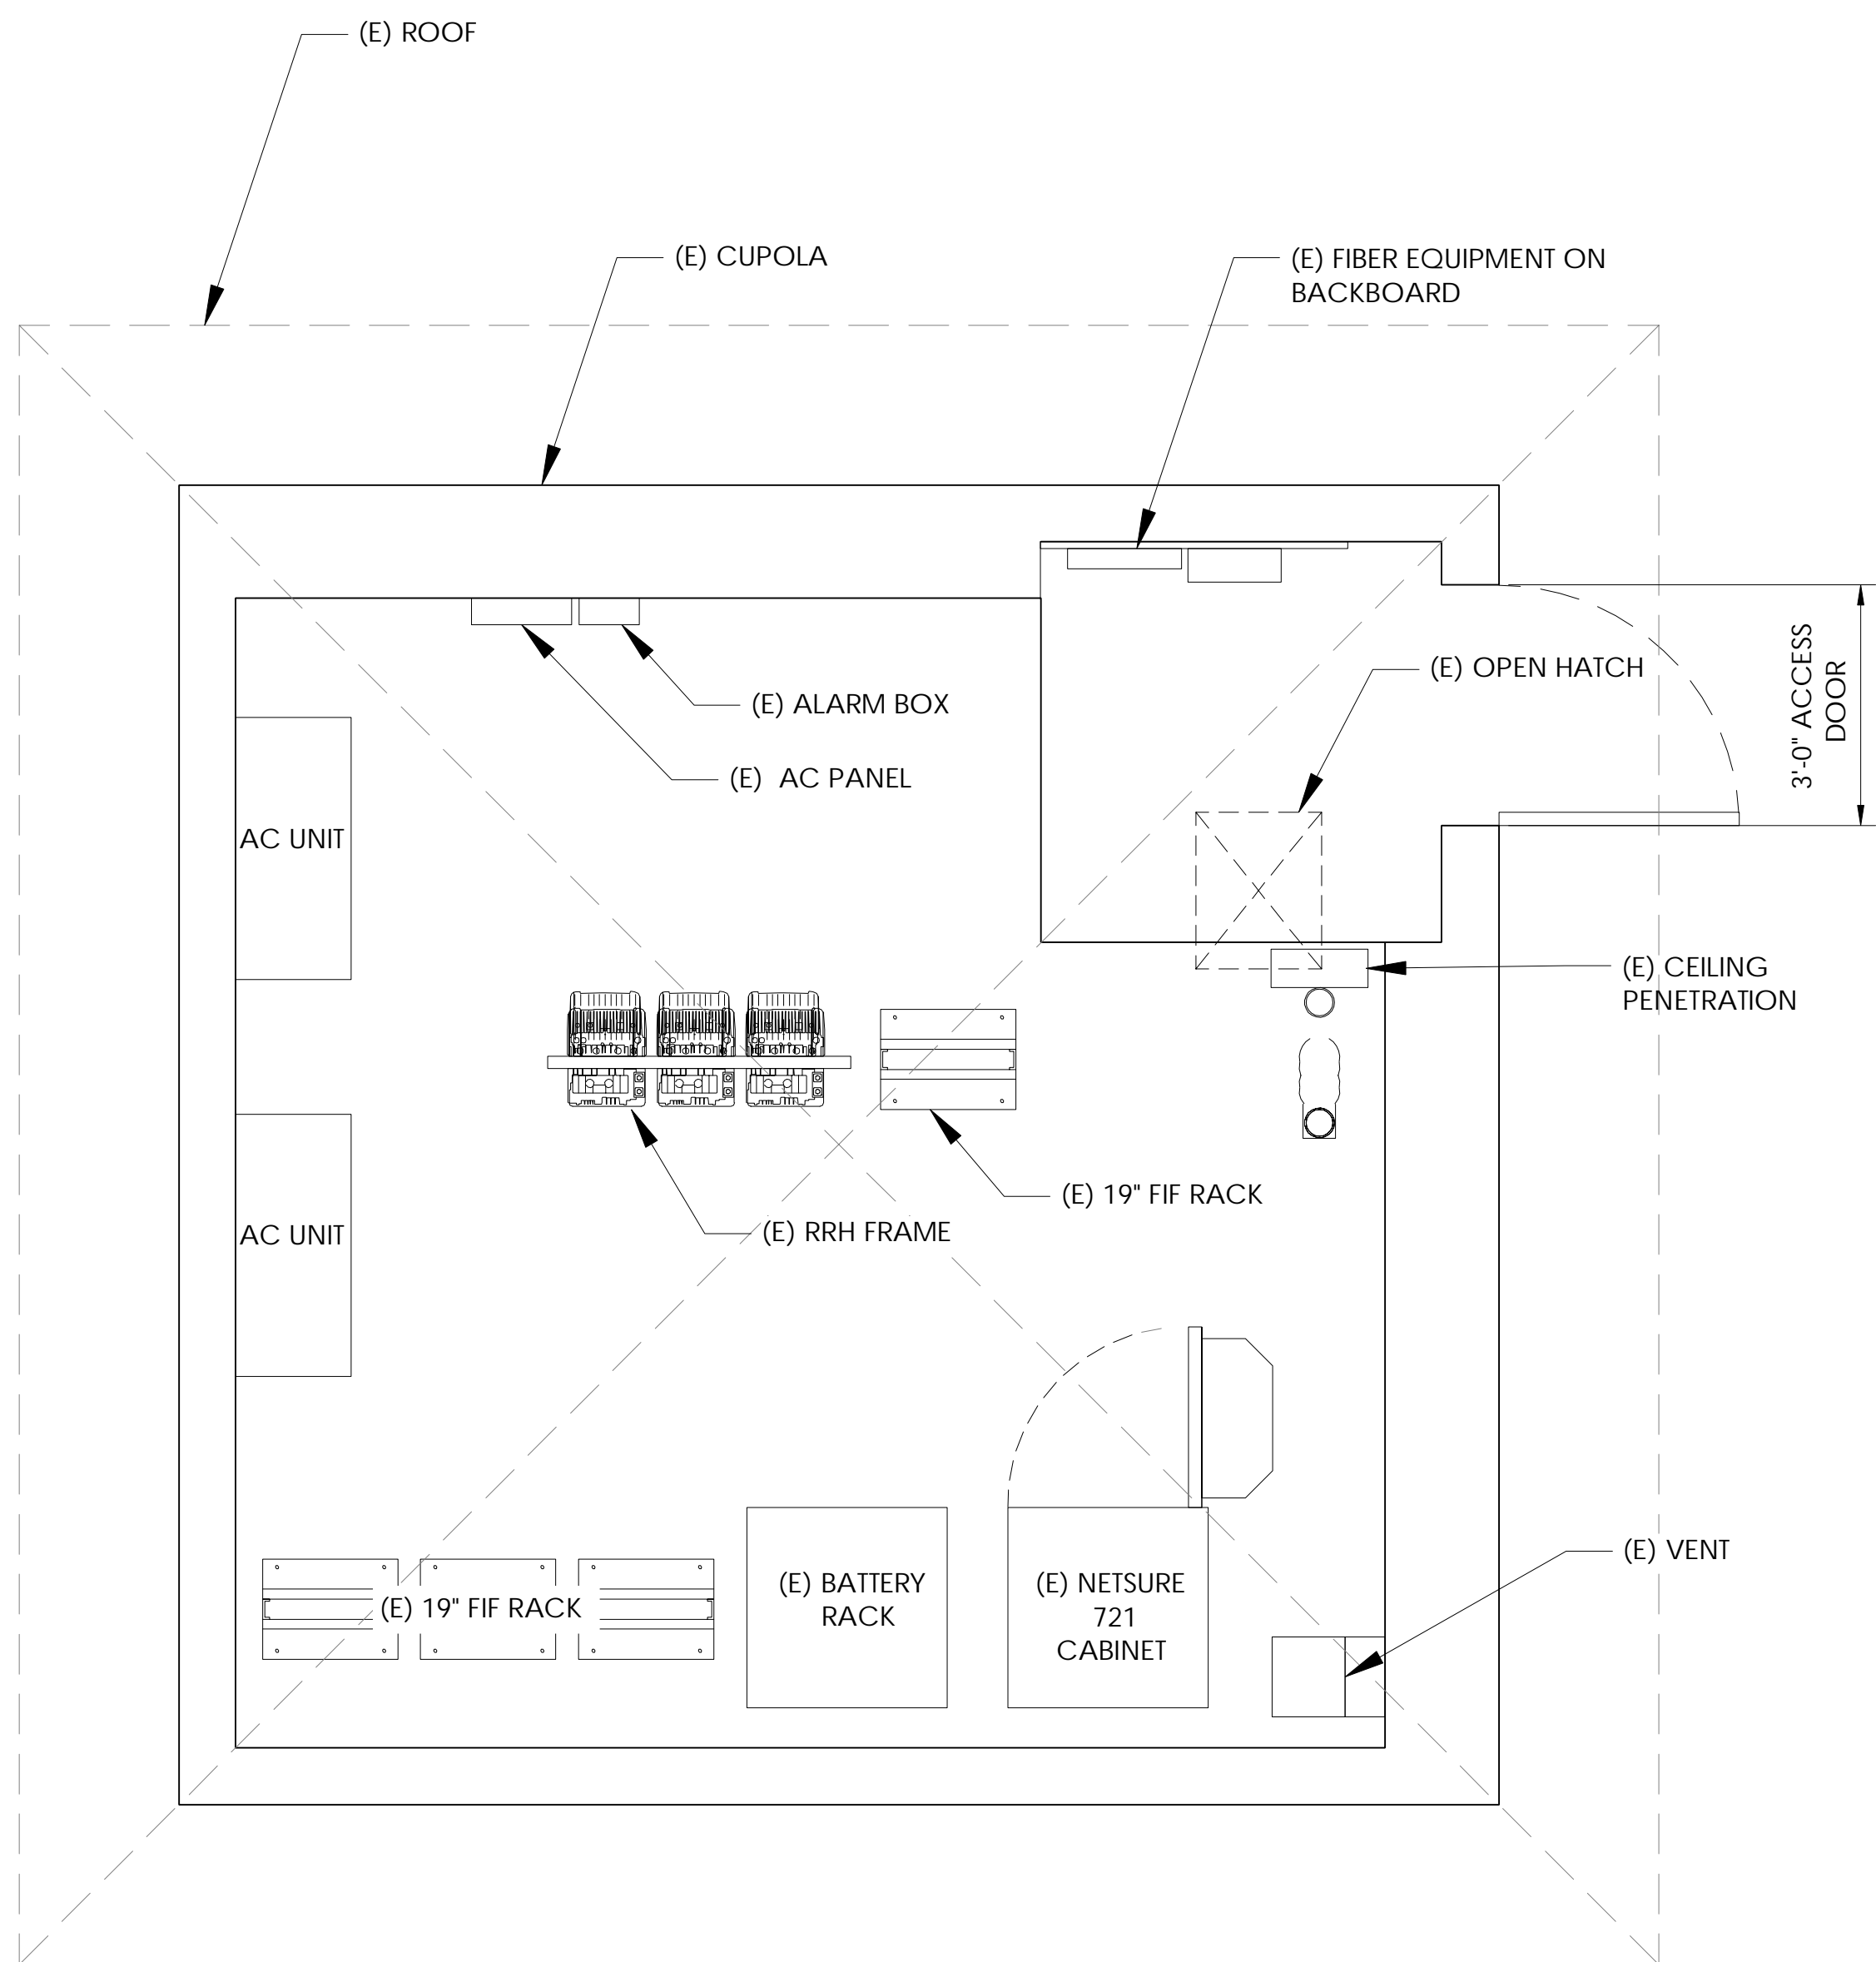 (E) ROOF
(E) CUPOLA
(E) FIBER EQUIPMENT ON
BACKBOARD
(E) OPEN HATCH
3'-0" ACCESS
DOOR
(E) ALARM BOX
(E) AC PANEL
AC UNIT
(E) CEILING
PENETRATION
(E) 19" FIF RACK
(E) RRH FRAME
AC UNIT
(E) VENT
(E) 19" FIF RACK
(E) BATTERY
RACK
(E) NETSURE
721
CABINET